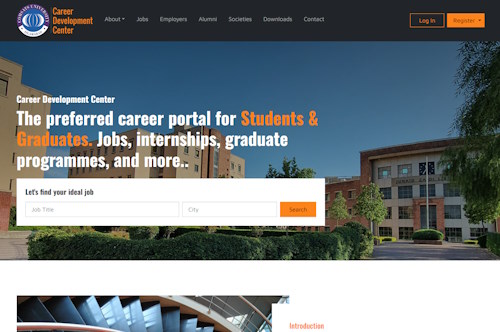 Career
Development
Center
About
Jobs
Employers
Alumni
Societies
Downloads
Contact
Log In
Register
Career Development Center
The preferred career portal for Students &
Graduates. Jobs, internships, graduate
programmes, and more..
Let's find your ideal job
Job Title
City
Search
Introduction